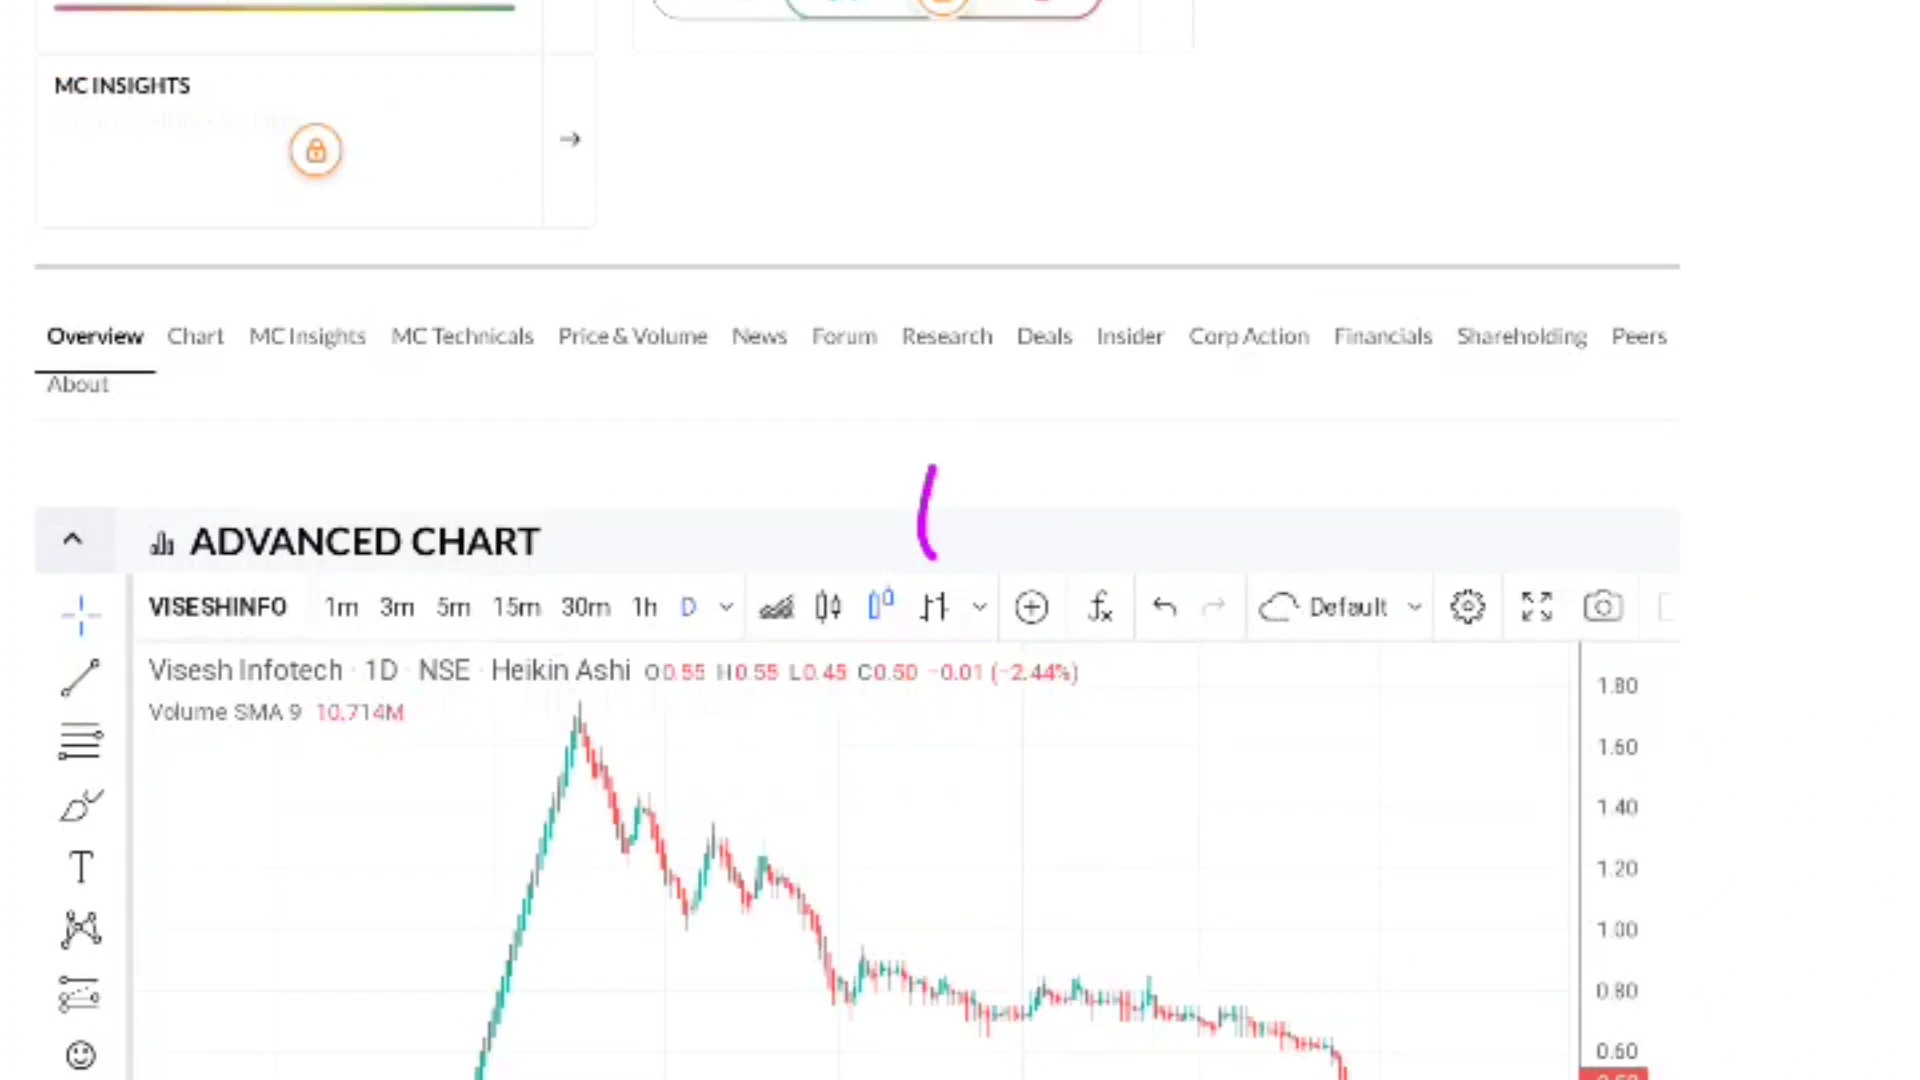 MC INSIGHTS
Overview Chart MC Insights MC Technicals Price & Volume News Forum Research Deals Insider Corp Action Financials Shareholding Peers
About
ADVANCED CHART
VISESHINFO 1m 3m 5m 15m 30m 1h D Default
Visesh Infotech · 1D · NSE · Heikin Ashi O0.55 H0.55 L0.45 C0.50 −0.01 (−2.44%)
Volume SMA 9 10.714M
1.80
1.60
1.40
1.20
1.00
0.80
0.60